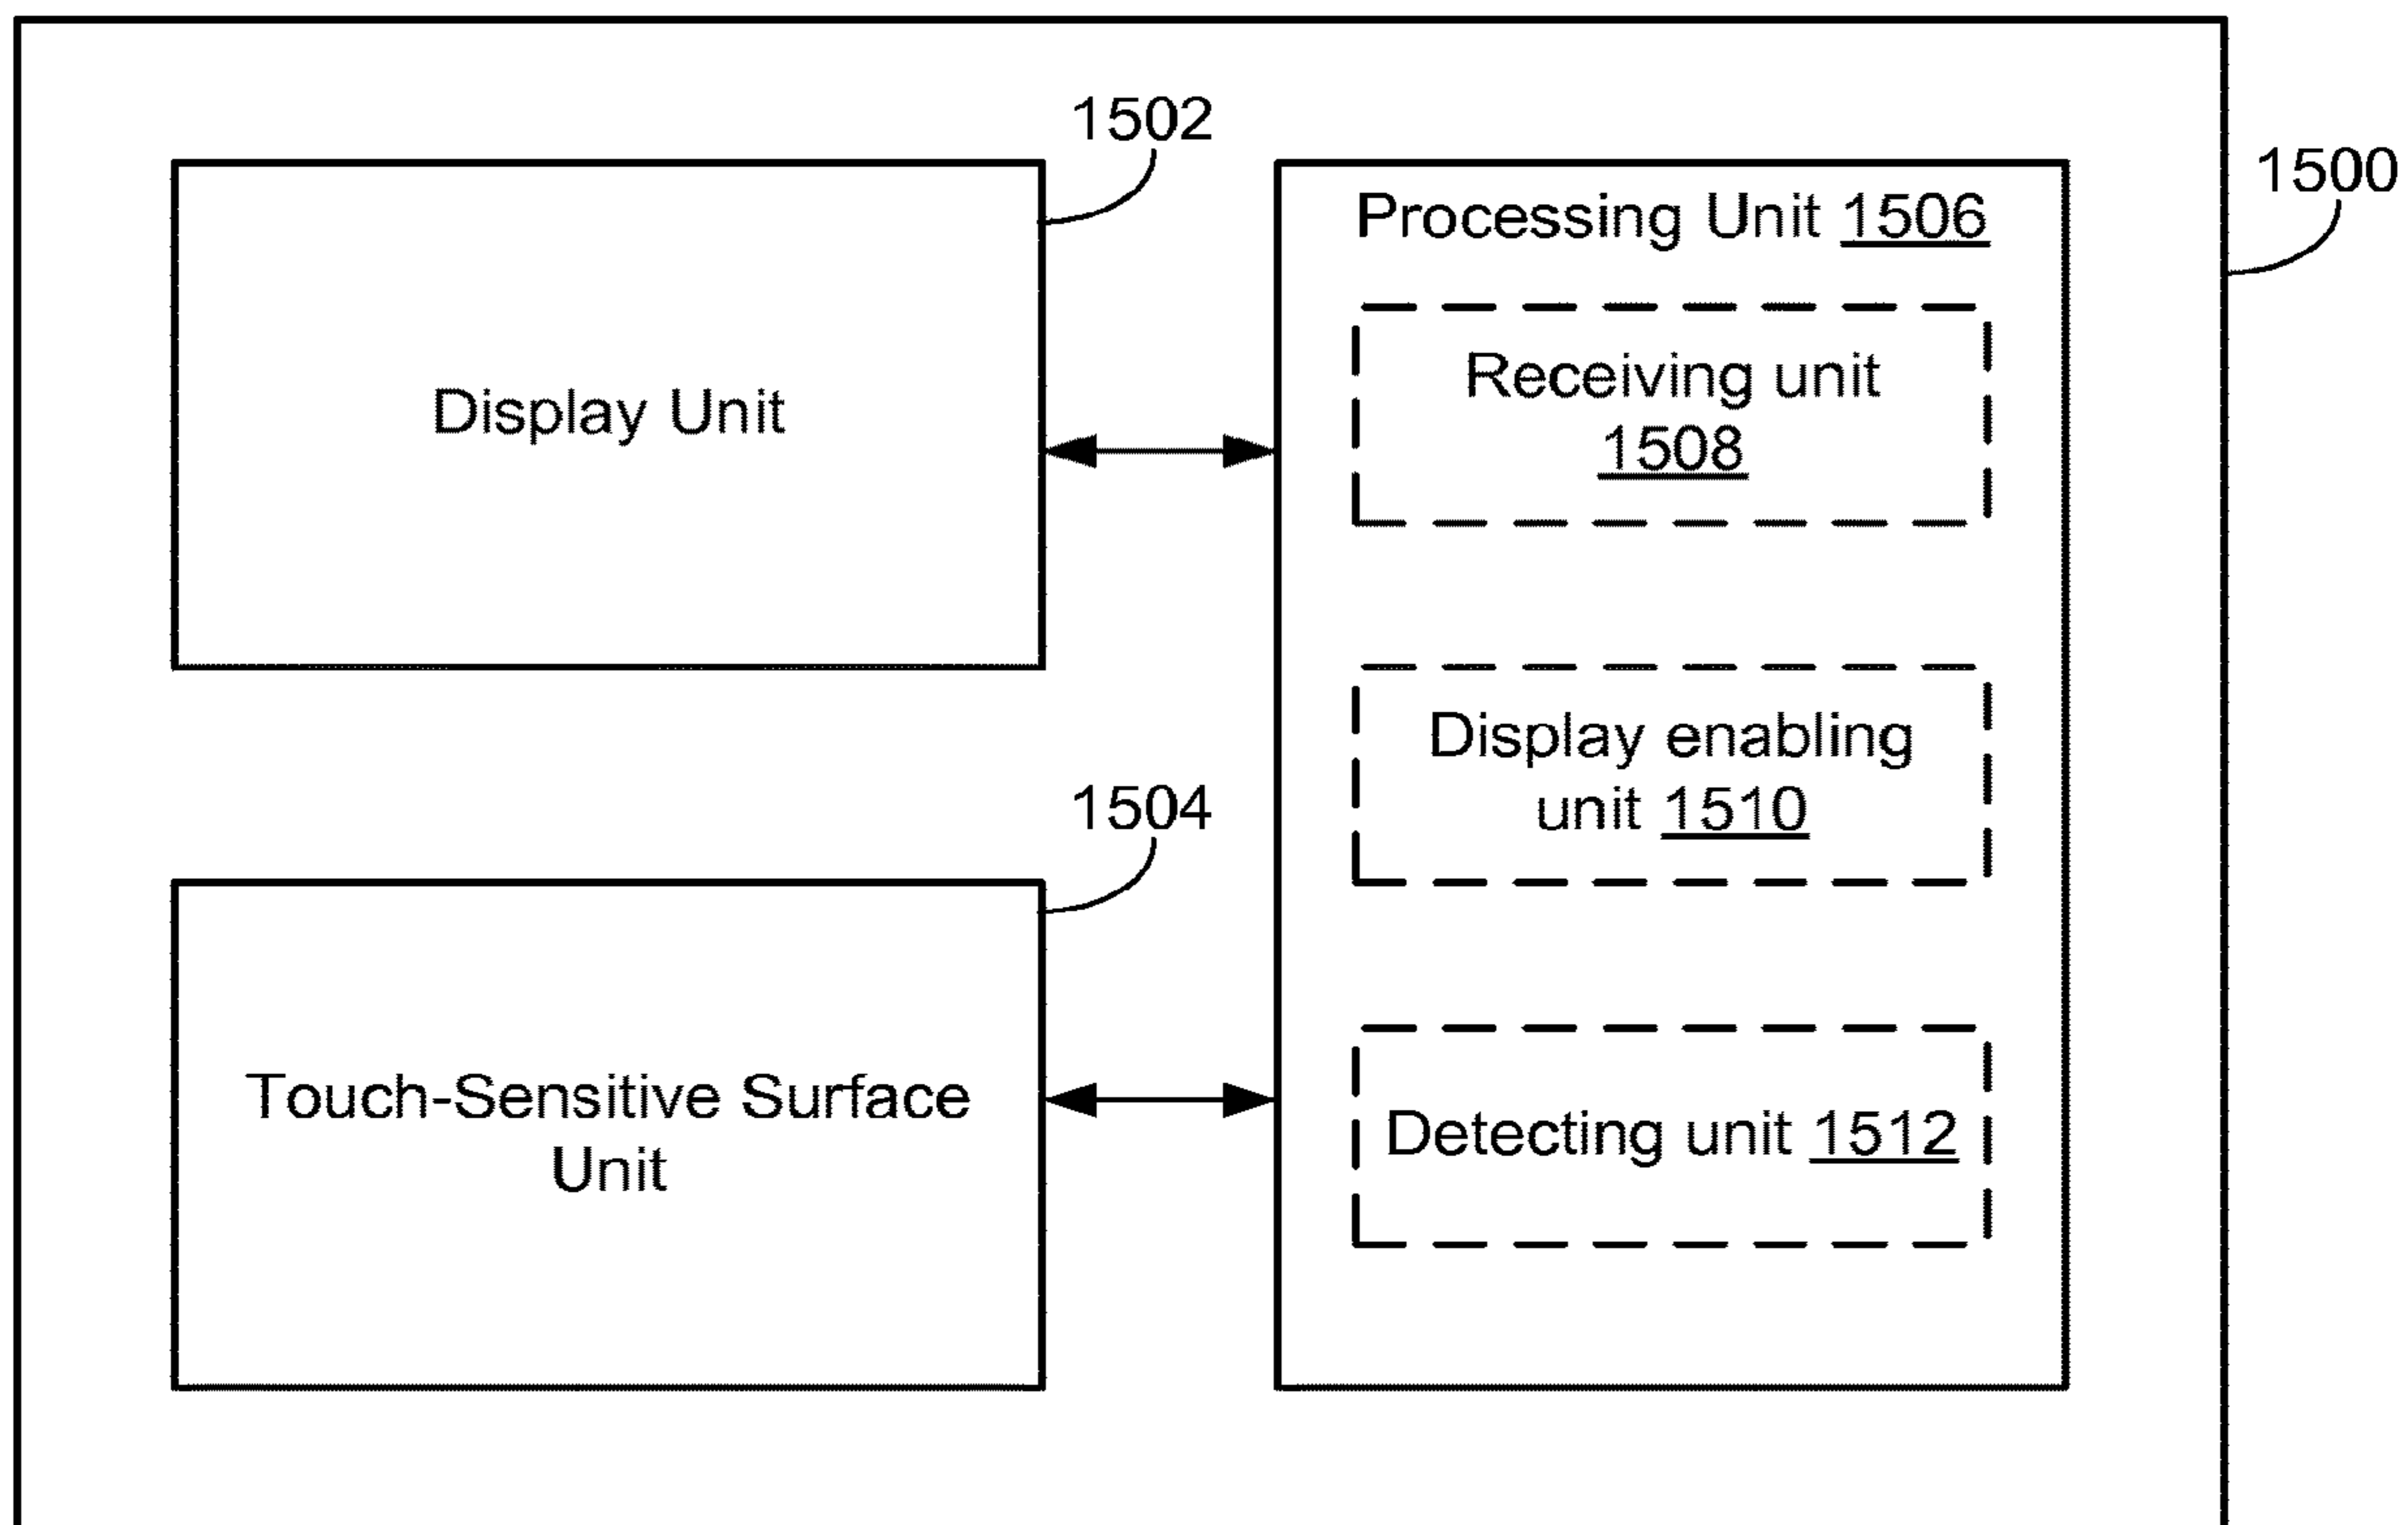 1502
1500
Processing Unit 1506
Receiving unit
1508
Display Unit
Display enabling
unit 1510
1504
Touch-Sensitive Surface
Unit
Detecting unit 1512